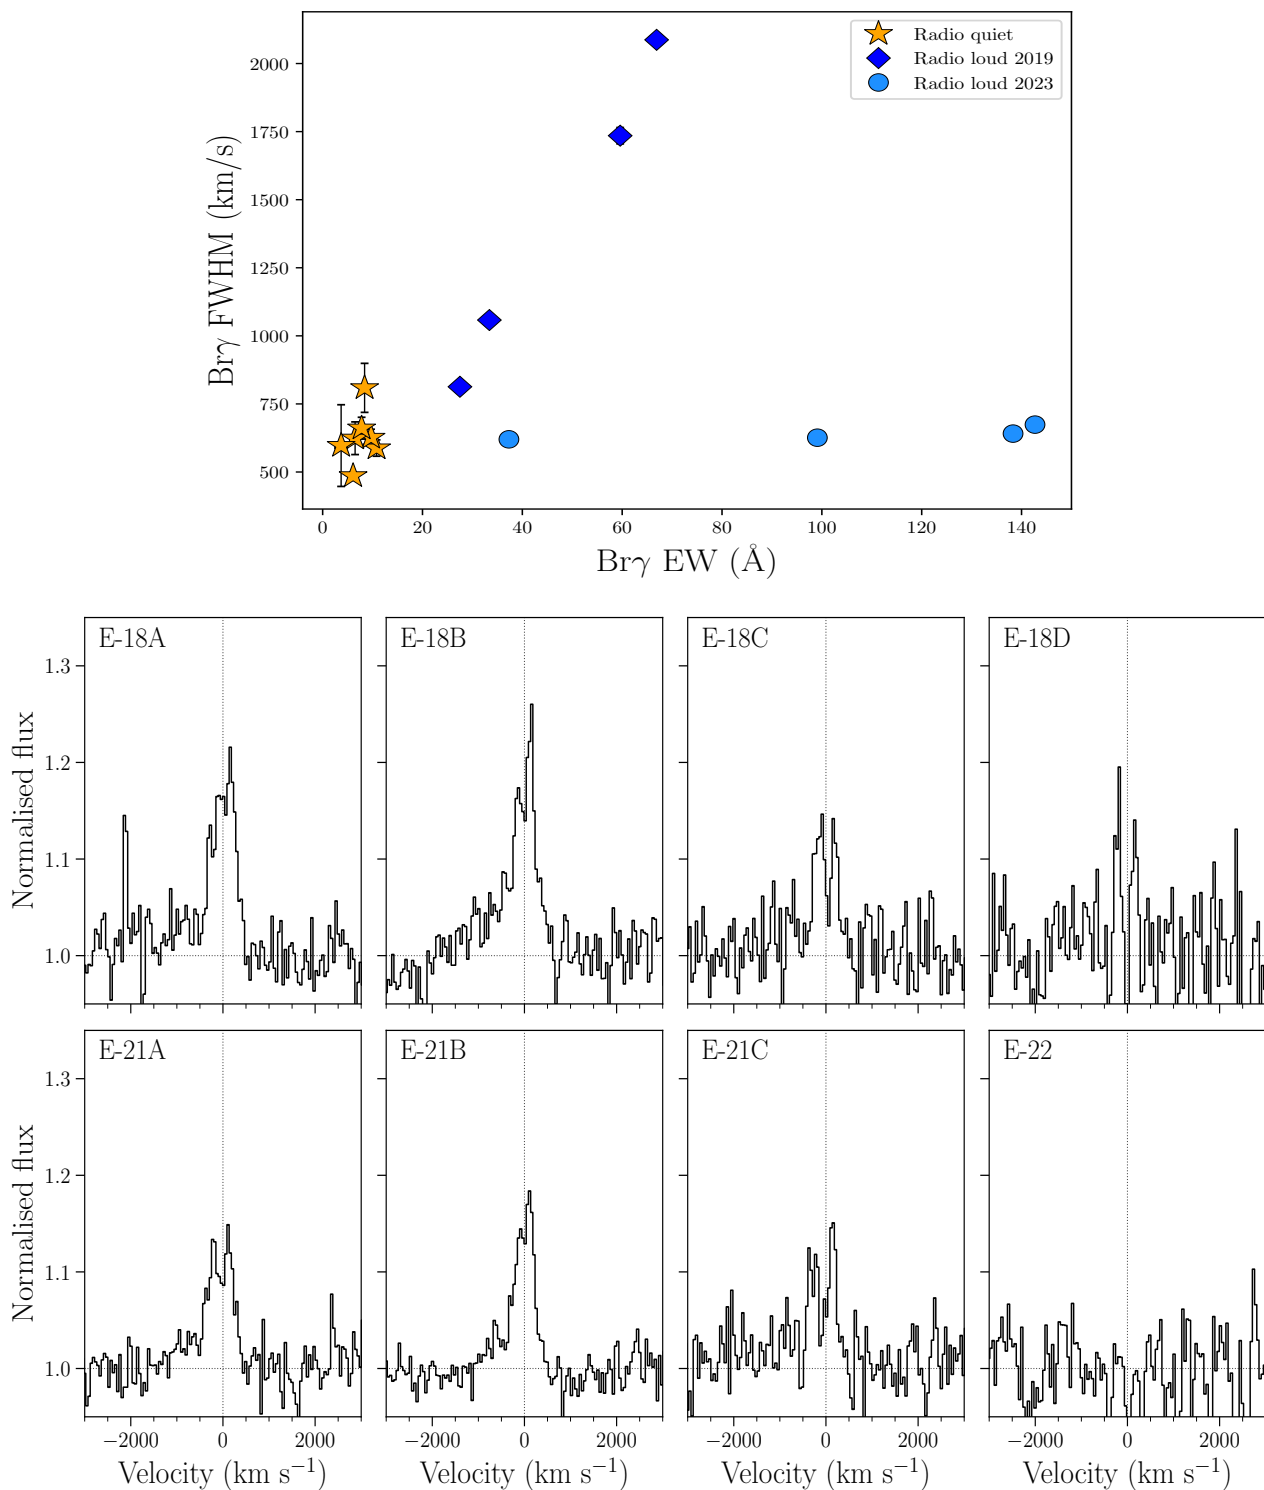 Radio quiet
Radio loud 2019
Radio loud 2023
2000
1750
1500
1250
1000
750
500
Brγ FWHM (km/s)
0 20 40 60 80 100 120 140
Brγ EW (Å)
E-18A E-18B E-18C E-18D
1.3
1.2
1.1
1.0
Normalised flux
E-21A E-21B E-21C E-22
1.3
1.2
1.1
1.0
Normalised flux
−2000 0 2000 −2000 0 2000 −2000 0 2000 −2000 0 2000
Velocity (km s⁻¹) Velocity (km s⁻¹) Velocity (km s⁻¹) Velocity (km s⁻¹)